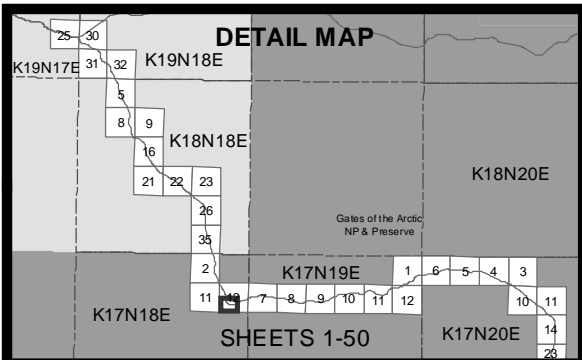 DETAIL MAP
25 30
K19N17E
31 32
K19N18E
5
8 9
K18N18E
16
21 22 23
K18N20E
26
Gates of the Arctic
NP & Preserve
35
2
K17N19E
1 6 5 4 3
11 12 7 8 9 10 11 12
10 11
K17N18E
SHEETS 1-50
K17N20E
14
23